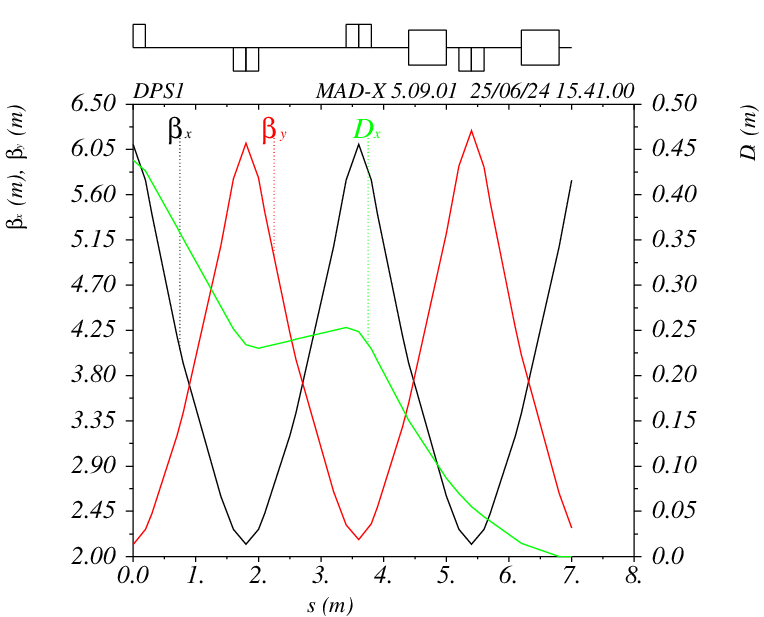 DPS1 MAD-X 5.09.01 25/06/24 15.41.00
6.50 0.50
βx βy Dx
6.05 0.45
5.60 0.40
5.15 0.35
4.70 0.30
4.25 0.25
3.80 0.20
3.35 0.15
2.90 0.10
2.45 0.05
2.00 0.0
0.0 1. 2. 3. 4. 5. 6. 7. 8.
s (m)
βx (m), βy (m)
Dx (m)